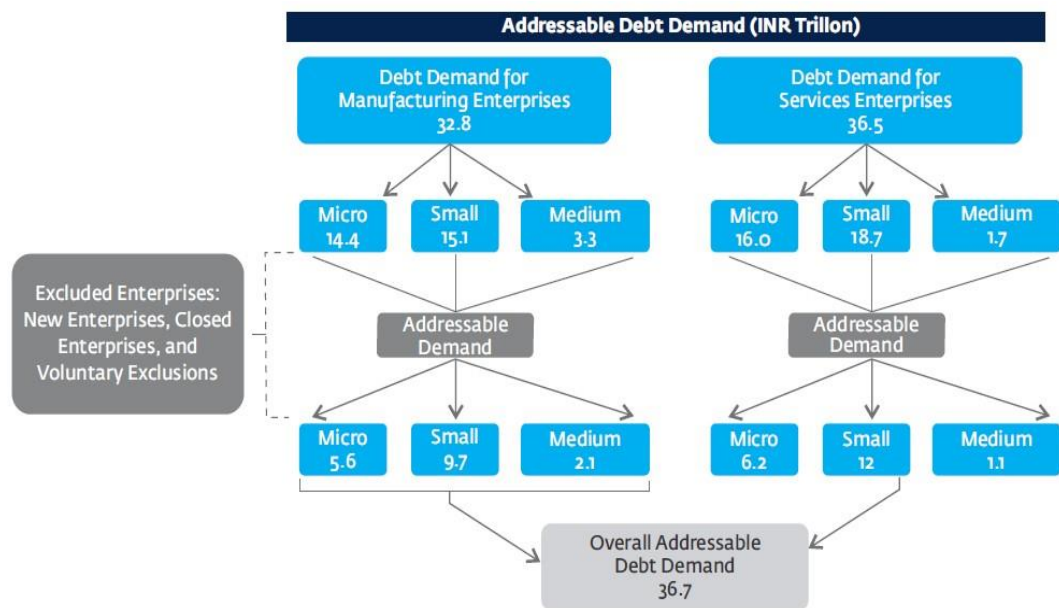 Addressable Debt Demand (INR Trillon)
Debt Demand for
Manufacturing Enterprises
32.8
Debt Demand for
Services Enterprises
36.5
Micro
14.4
Small
15.1
Medium
3.3
Micro
16.0
Small
18.7
Medium
1.7
Excluded Enterprises:
New Enterprises, Closed
Enterprises, and
Voluntary Exclusions
Addressable
Demand
Addressable
Demand
Micro
5.6
Small
9.7
Medium
2.1
Micro
6.2
Small
12
Medium
1.1
Overall Addressable
Debt Demand
36.7